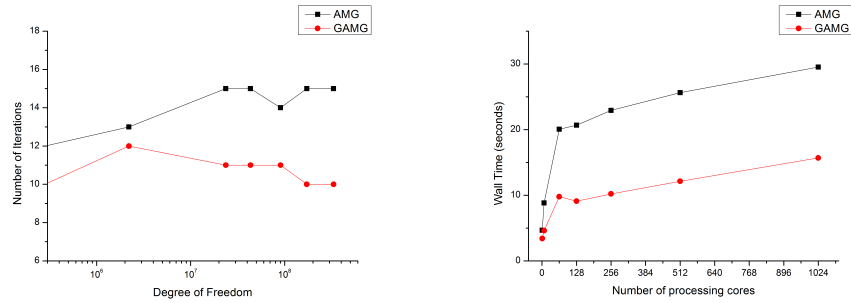 AMG
GAMG
18
16
14
12
10
8
6
Number of Iterations
10^6
10^7
10^8
Degree of Freedom
AMG
GAMG
30
20
10
0
Wall Time (seconds)
0 128 256 384 512 640 768 896 1024
Number of processing cores